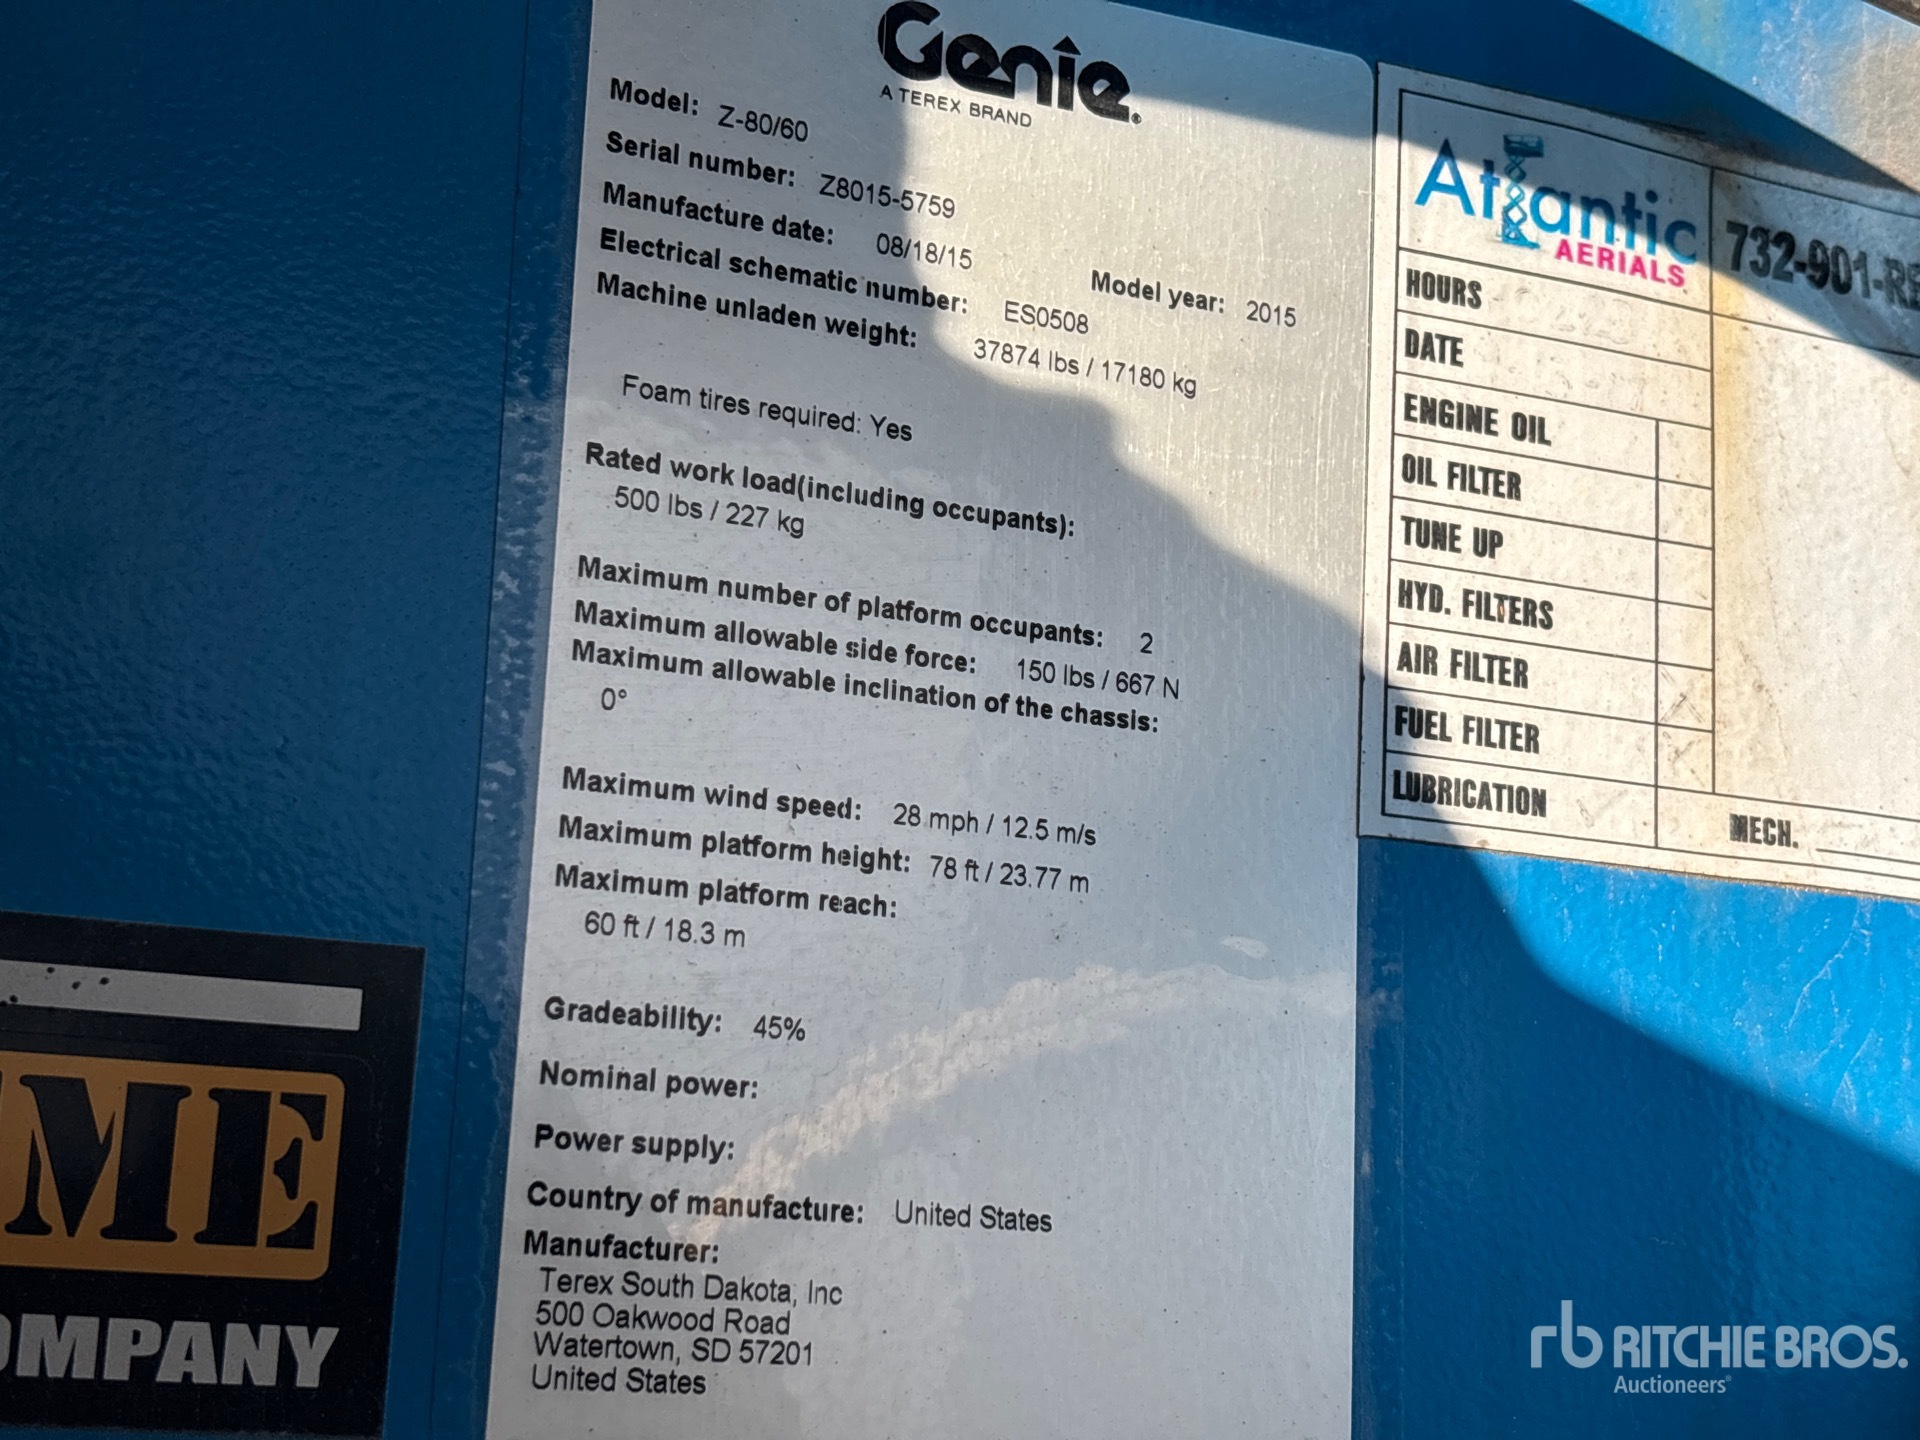 Genie
A TEREX BRAND
Model: Z-80/60
Serial number: Z8015-5759
Manufacture date: 08/18/15
Model year: 2015
Electrical schematic number: ES0508
Machine unladen weight: 37874 lbs / 17180 kg
Foam tires required: Yes
Rated work load(including occupants):
500 lbs / 227 kg
Maximum number of platform occupants: 2
Maximum allowable side force: 150 lbs / 667 N
Maximum allowable inclination of the chassis:
0°
Maximum wind speed: 28 mph / 12.5 m/s
Maximum platform height: 78 ft / 23.77 m
Maximum platform reach:
60 ft / 18.3 m
Gradeability: 45%
Nominal power:
Power supply:
Country of manufacture: United States
Manufacturer:
Terex South Dakota, Inc
500 Oakwood Road
Watertown, SD 57201
United States
Atlantic
AERIALS
732-901-RE
HOURS
DATE
ENGINE OIL
OIL FILTER
TUNE UP
HYD. FILTERS
AIR FILTER
FUEL FILTER
LUBRICATION
MECH.
ME
OMPANY
rb RITCHIE BROS.
Auctioneers